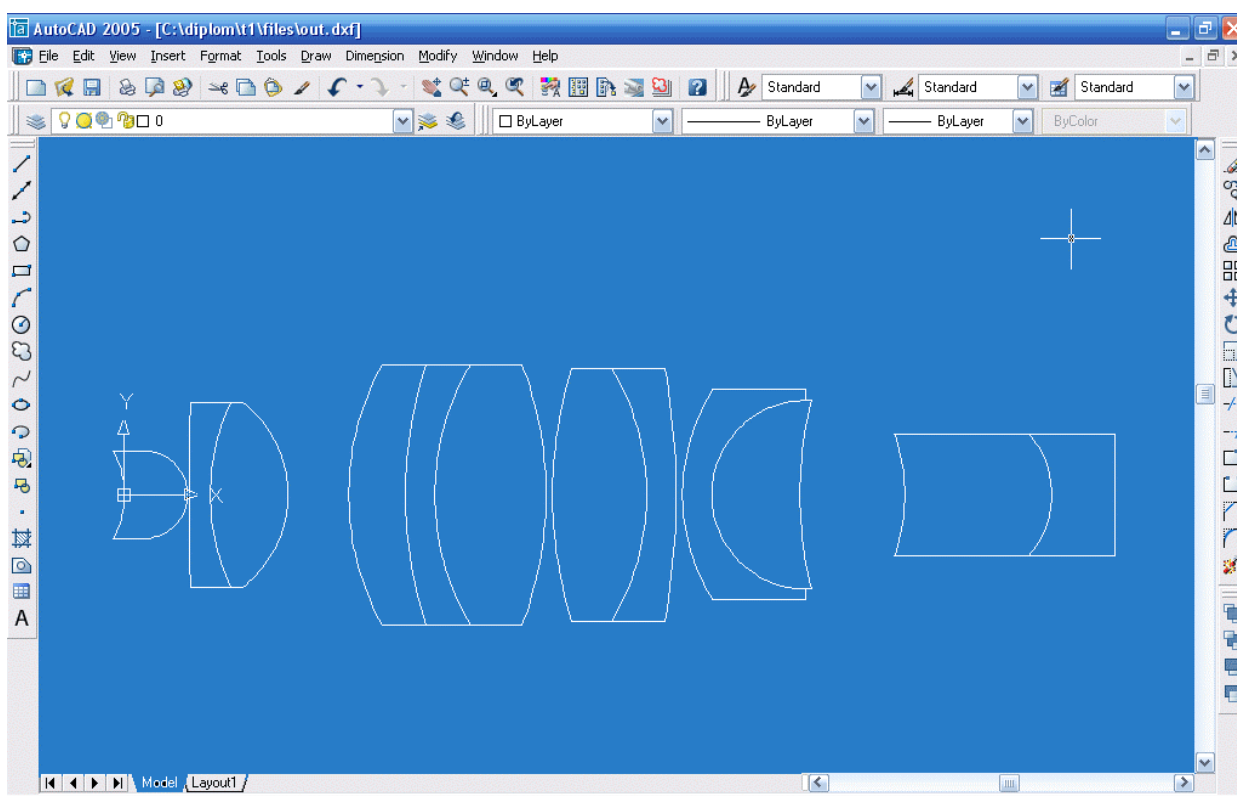 AutoCAD 2005 - [C:\diplom\t1\files\out.dxf]
File Edit View Insert Format Tools Draw Dimension Modify Window Help
Standard Standard Standard
0 ByLayer ByLayer ByLayer ByColor
Y
X
A
Model Layout1